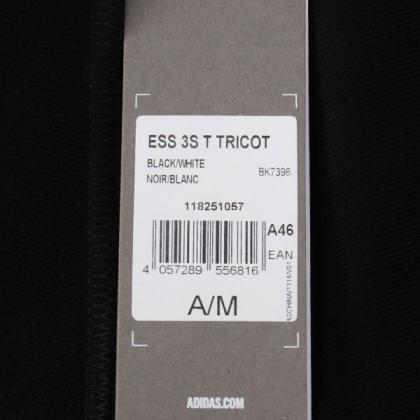 ESS 3S T TRICOT
BLACK/WHITE
NOIR/BLANC
BK7396
118251057
A46
EAN
4 057289 556816
A/M
ADIDAS.COM